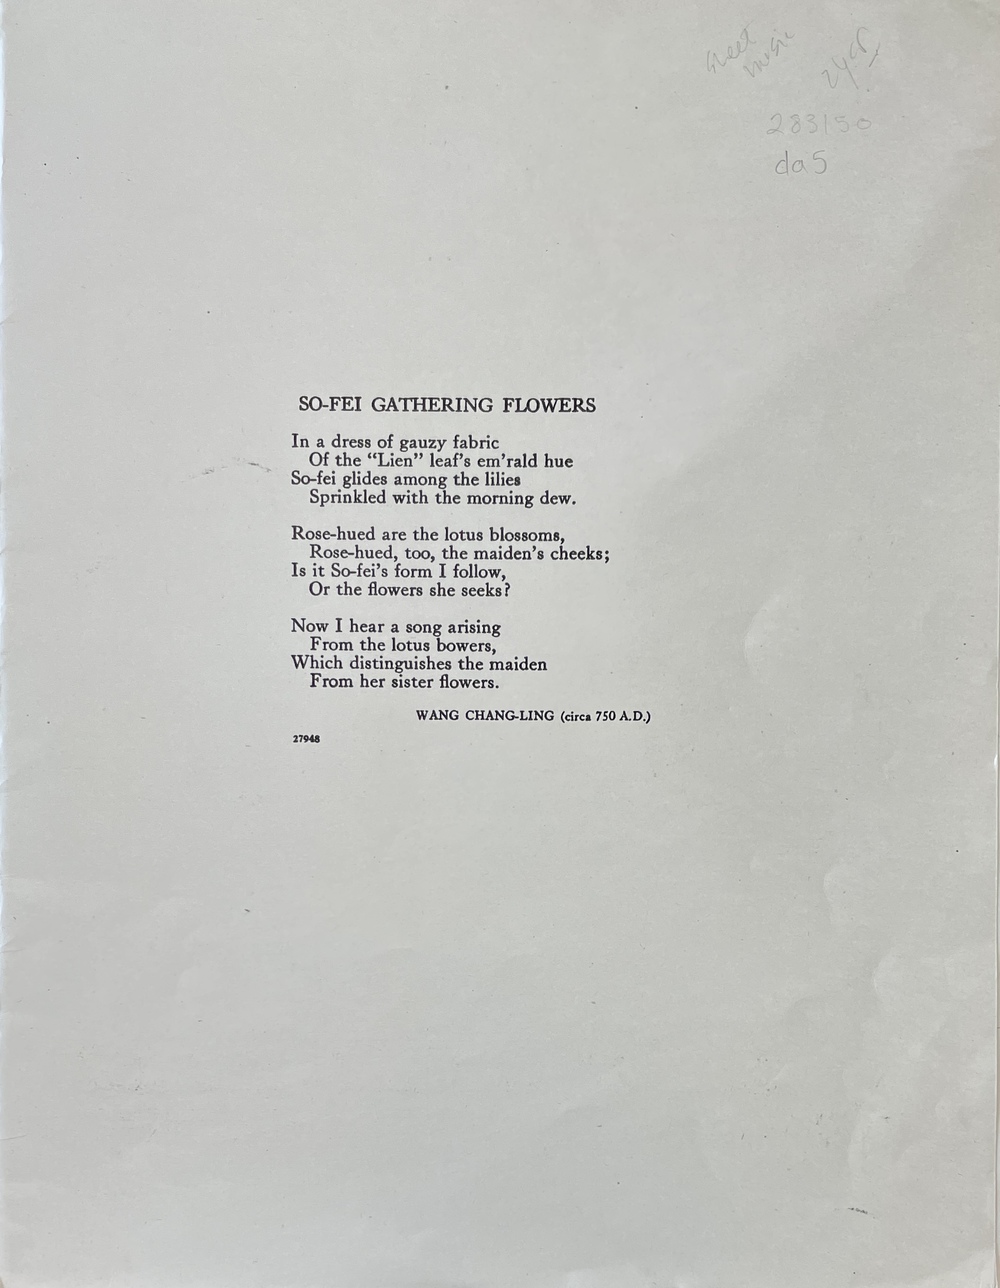 sheet
music
283150
da5
SO-FEI GATHERING FLOWERS
In a dress of gauzy fabric
Of the “Lien” leaf’s em’rald hue
So-fei glides among the lilies
Sprinkled with the morning dew.
Rose-hued are the lotus blossoms,
Rose-hued, too, the maiden’s cheeks;
Is it So-fei’s form I follow,
Or the flowers she seeks?
Now I hear a song arising
From the lotus bowers,
Which distinguishes the maiden
From her sister flowers.
WANG CHANG-LING (circa 750 A.D.)
27948